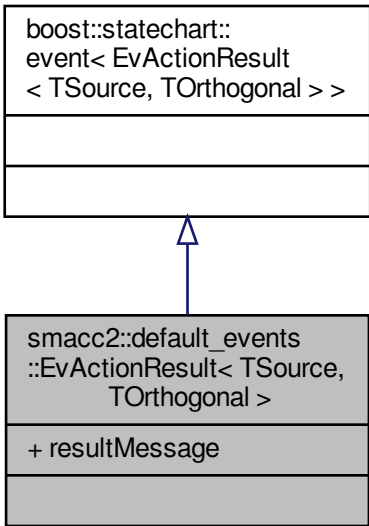 boost::statechart::
event< EvActionResult
< TSource, TOrthogonal > >
smacc2::default_events
::EvActionResult< TSource,
TOrthogonal >
+ resultMessage